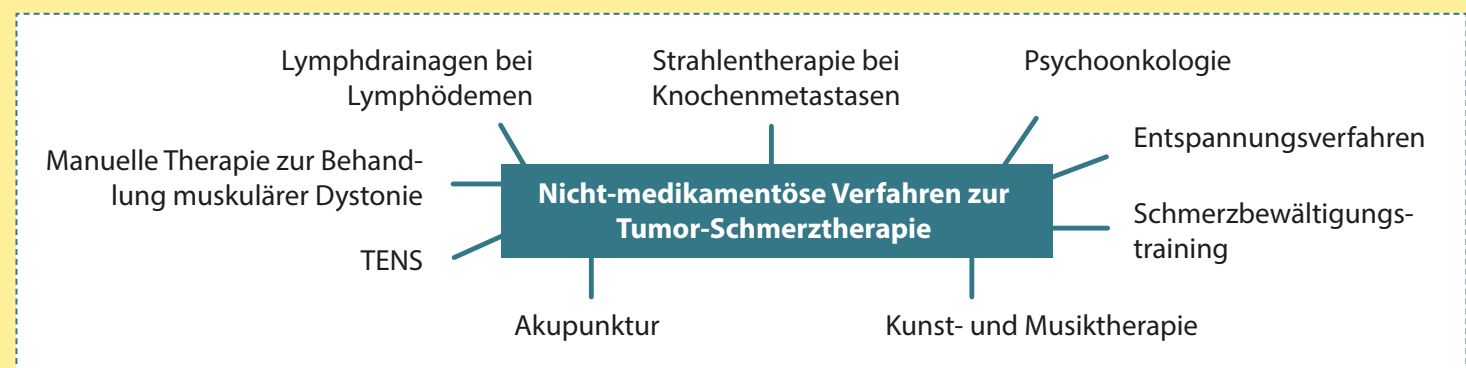 Lymphdrainagen bei
Lymphödemen
Strahlentherapie bei
Knochenmetastasen
Psychoonkologie
Manuelle Therapie zur Behand-
lung muskulärer Dystonie
Nicht-medikamentöse Verfahren zur
Tumor-Schmerztherapie
Entspannungsverfahren
Schmerzbewältigungs-
training
TENS
Akupunktur
Kunst- und Musiktherapie